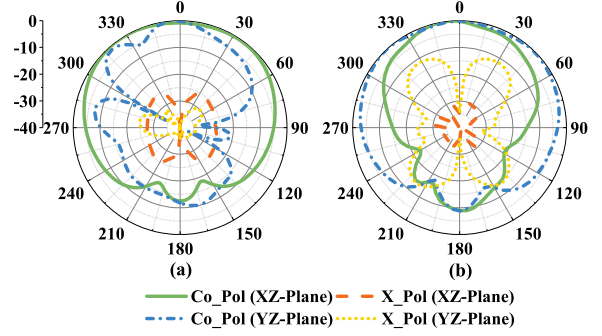 0 0
0 330 30 330 30
-10
-20 300 60 300 60
-30
-40 270 90 270 90
240 120 240 120
210 150 210 150
180 180
(a) (b)
Co_Pol (XZ-Plane) X_Pol (XZ-Plane)
Co_Pol (YZ-Plane) X_Pol (YZ-Plane)